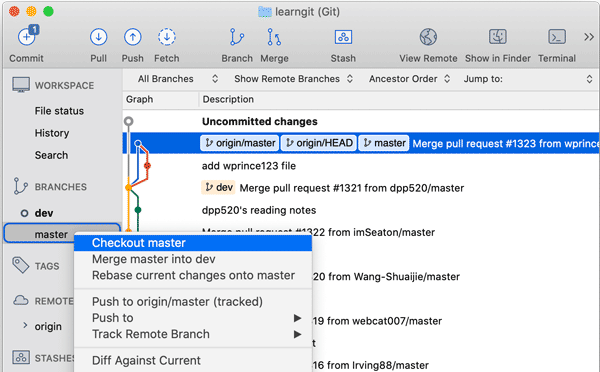 learngit (Git)
1
Commit Pull Push Fetch Branch Merge Stash View Remote Show in Finder Terminal
WORKSPACE
File status
History
Search
BRANCHES
dev
master
TAGS
REMOTE
origin
STASHES
All Branches Show Remote Branches Ancestor Order Jump to:
Graph Description
Uncommitted changes
origin/master origin/HEAD master Merge pull request #1323 from wprince
add wprince123 file
dev Merge pull request #1321 from dpp520/master
dpp520's reading notes
Merge pull request #1322 from imSeaton/master
20 from Wang-Shuaijie/master
19 from webcat007/master
t
16 from Irving88/master
Checkout master
Merge master into dev
Rebase current changes onto master
Push to origin/master (tracked)
Push to
Track Remote Branch
Diff Against Current